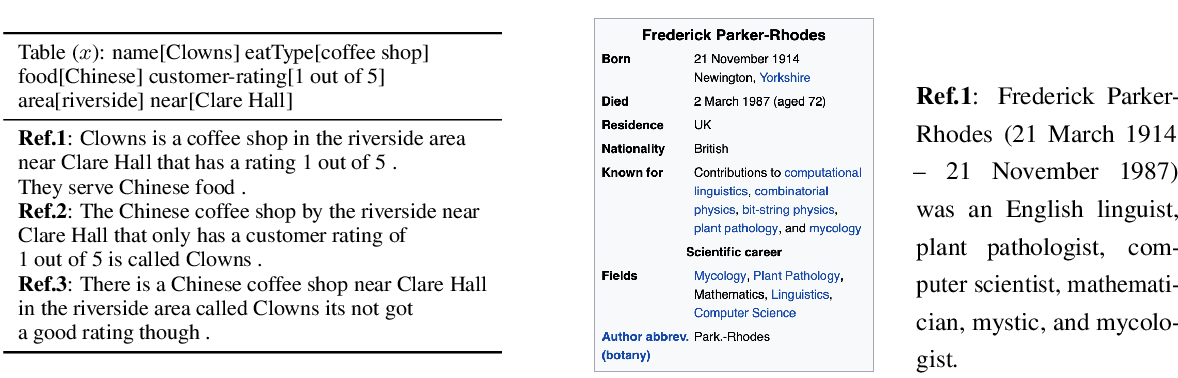 Table (x): name[Clowns] eatType[coffee shop]
food[Chinese] customer-rating[1 out of 5]
area[riverside] near[Clare Hall]
Ref.1: Clowns is a coffee shop in the riverside area
near Clare Hall that has a rating 1 out of 5 .
They serve Chinese food .
Ref.2: The Chinese coffee shop by the riverside near
Clare Hall that only has a customer rating of
1 out of 5 is called Clowns .
Ref.3: There is a Chinese coffee shop near Clare Hall
in the riverside area called Clowns its not got
a good rating though .
Frederick Parker-Rhodes
Born 21 November 1914
Newington, Yorkshire
Died 2 March 1987 (aged 72)
Residence UK
Nationality British
Known for Contributions to computational
linguistics, combinatorial
physics, bit-string physics,
plant pathology, and mycology
Scientific career
Fields Mycology, Plant Pathology,
Mathematics, Linguistics,
Computer Science
Author abbrev. Park.-Rhodes
(botany)
Ref.1: Frederick Parker-
Rhodes (21 March 1914
– 21 November 1987)
was an English linguist,
plant pathologist, com-
puter scientist, mathemati-
cian, mystic, and mycolo-
gist.